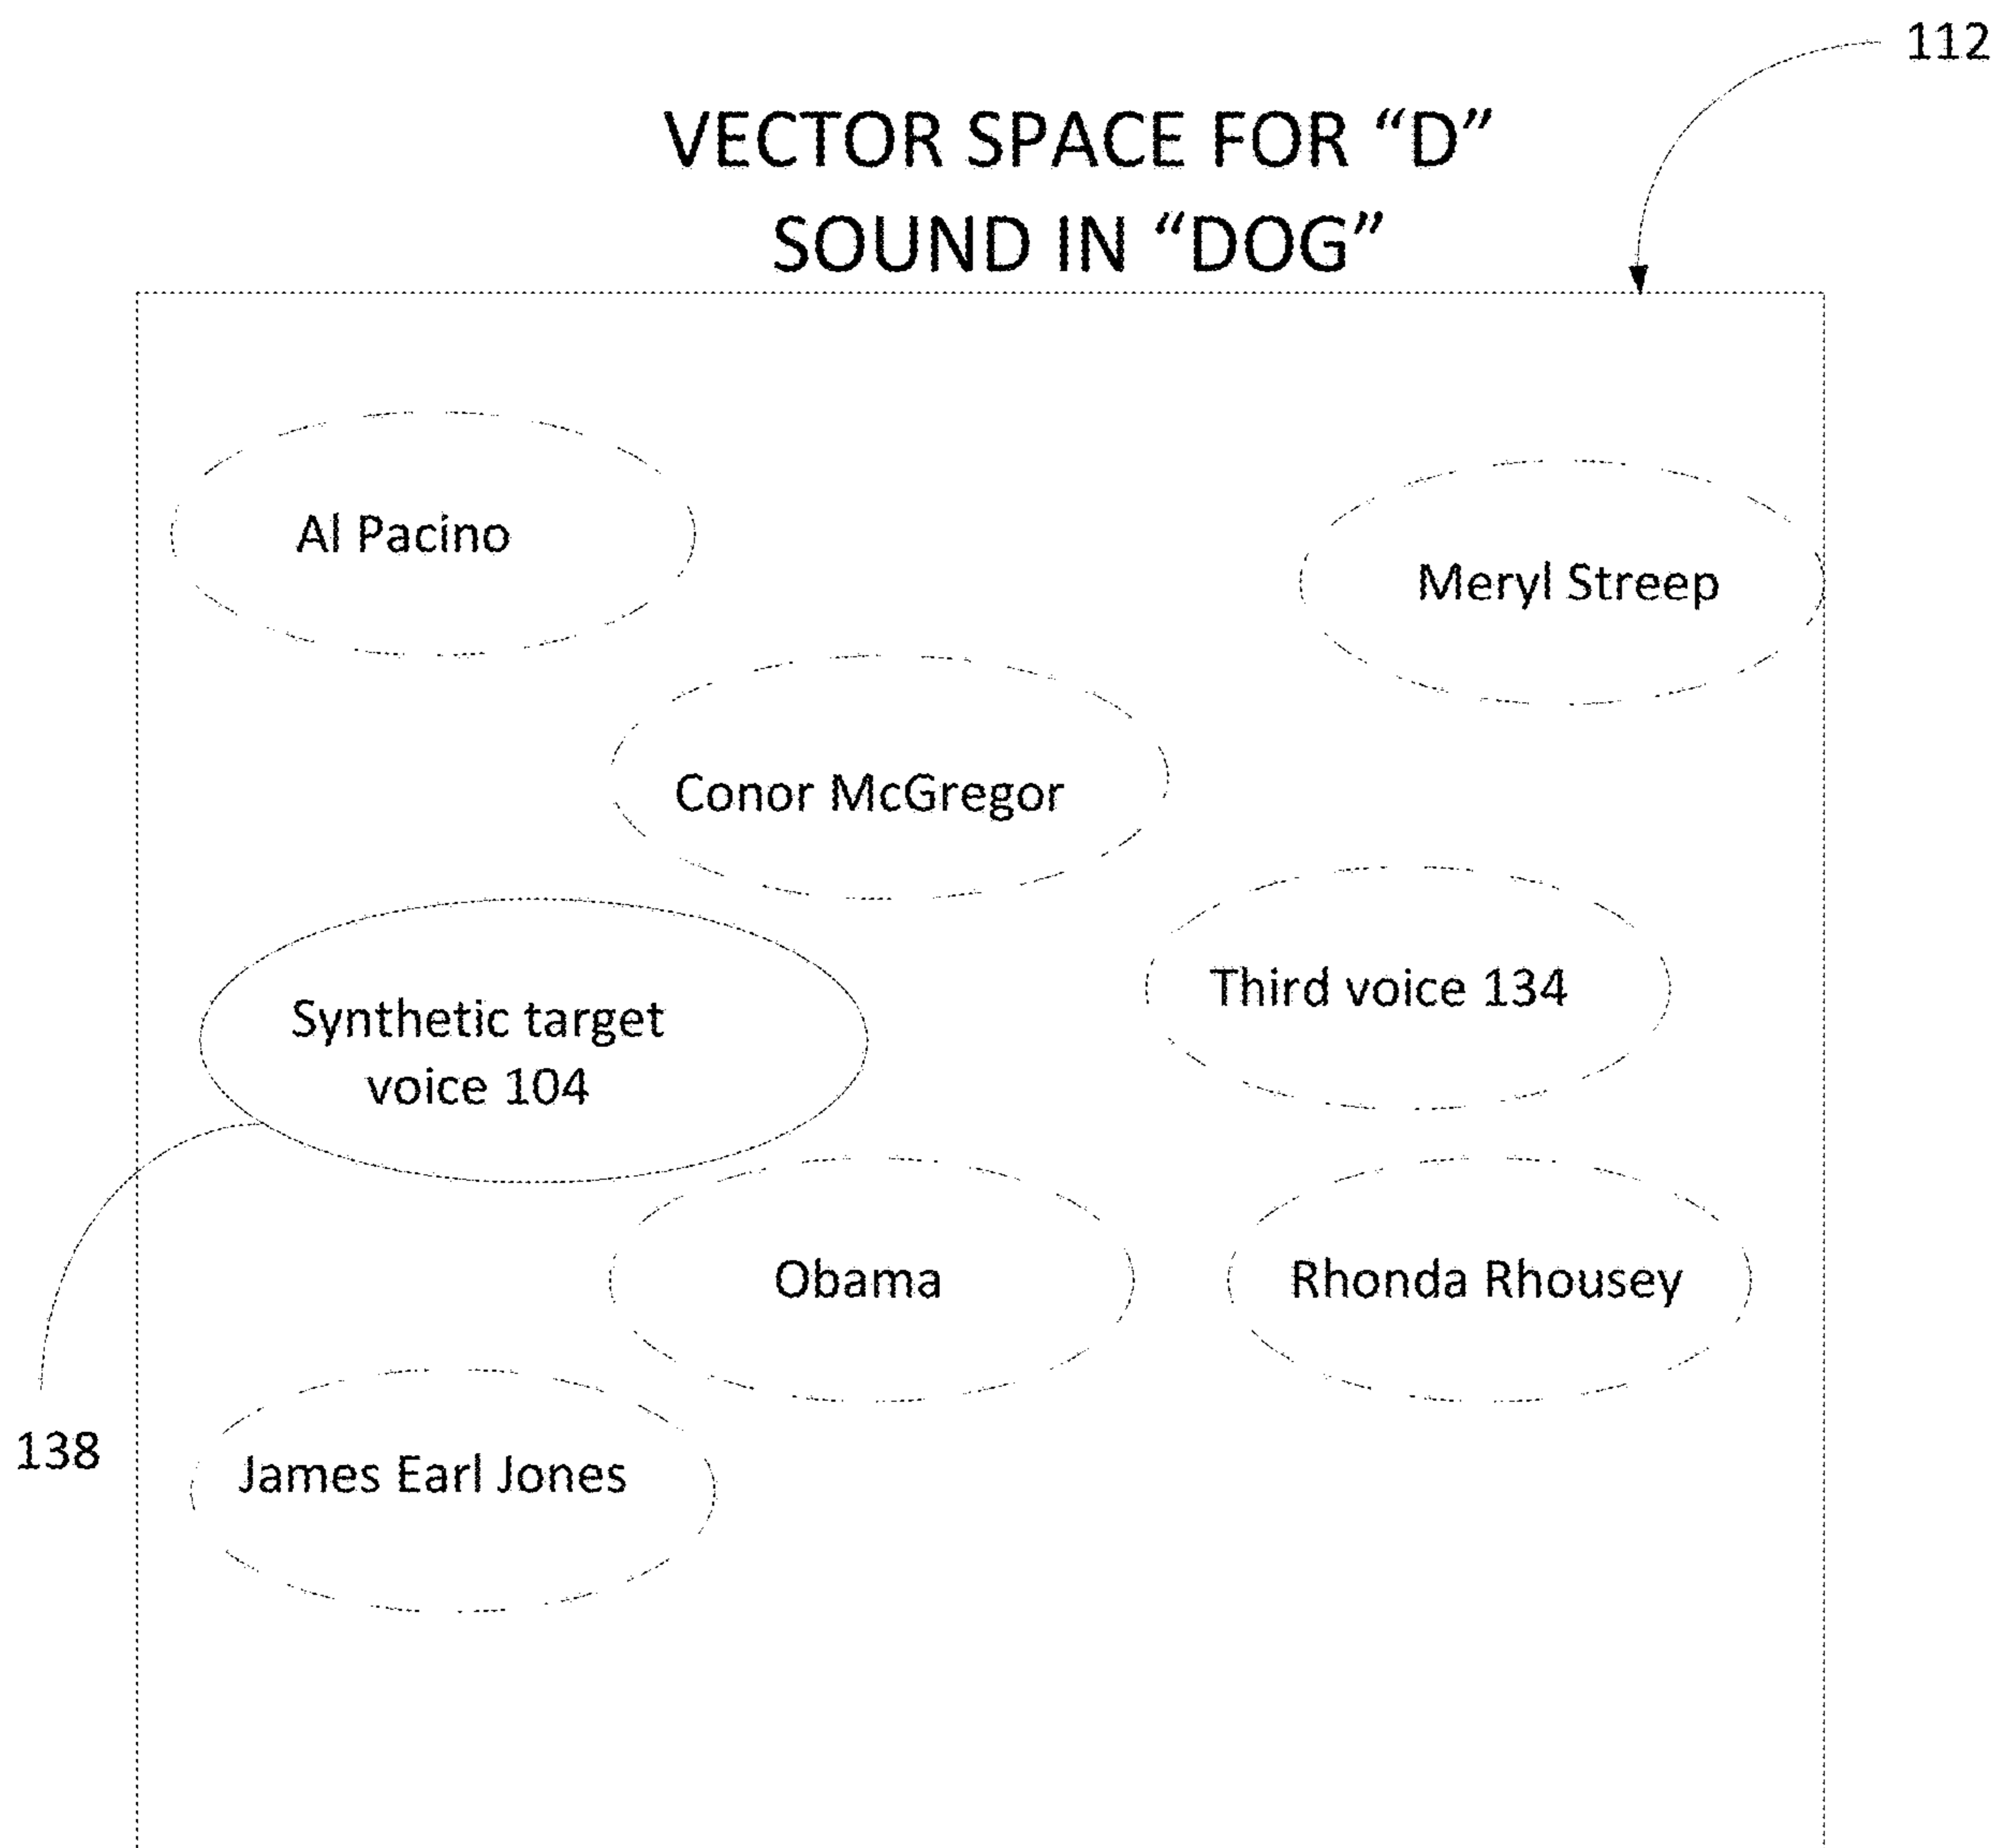 112
VECTOR SPACE FOR “D”
SOUND IN “DOG”
Al Pacino
Meryl Streep
Conor McGregor
Third voice 134
Synthetic target
voice 104
Obama
Rhonda Rhousey
138
James Earl Jones